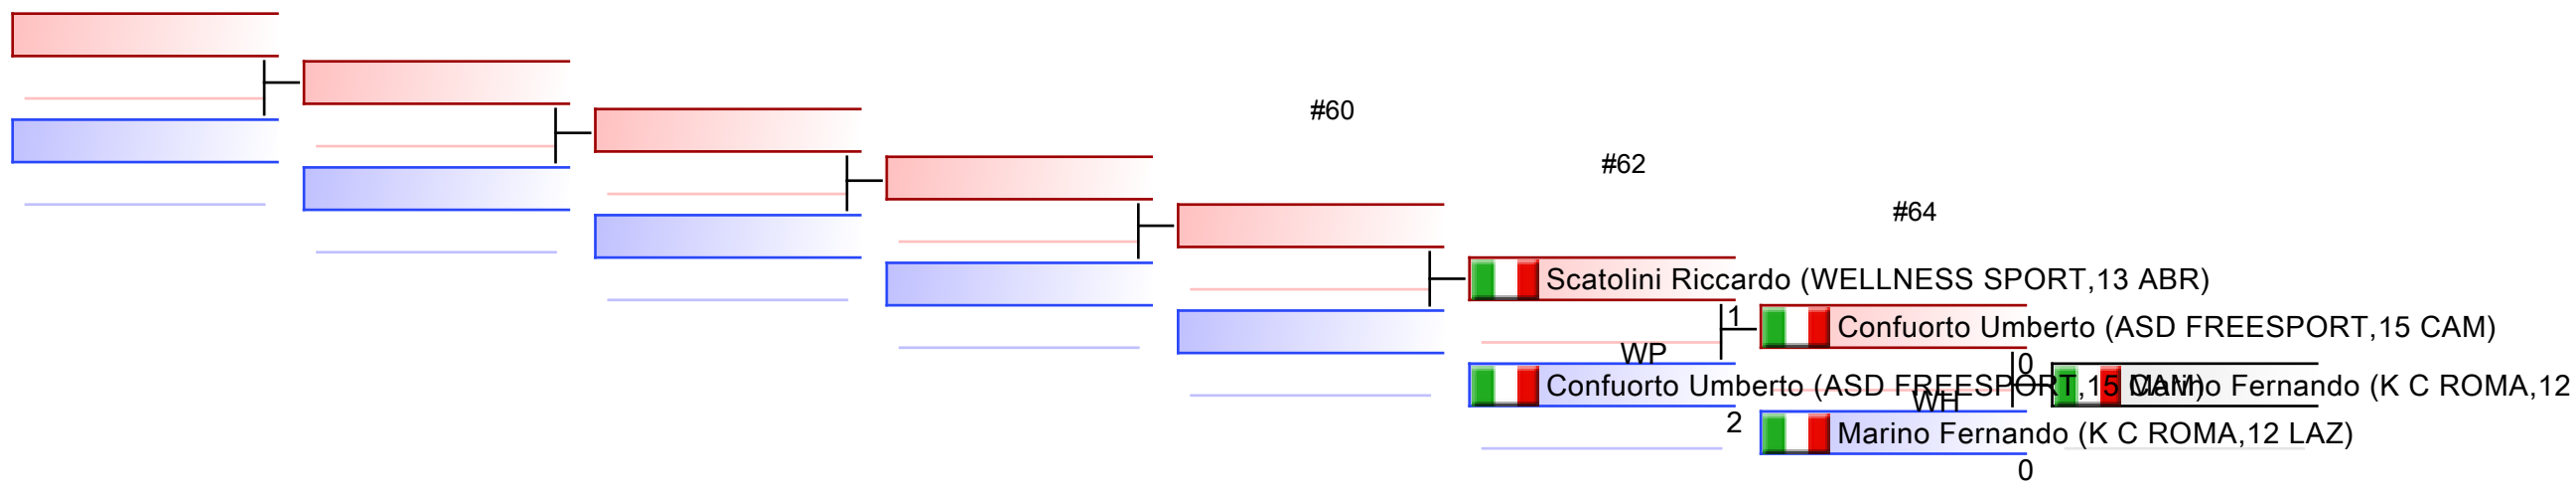 #60
#62
#64
Scatolini Riccardo (WELLNESS SPORT,13 ABR)
1
Confuorto Umberto (ASD FREESPORT,15 CAM)
WP
0
Confuorto Umberto (ASD FREESPORT,15 CAM)
Marino Fernando (K C ROMA,12
WH
2
Marino Fernando (K C ROMA,12 LAZ)
0